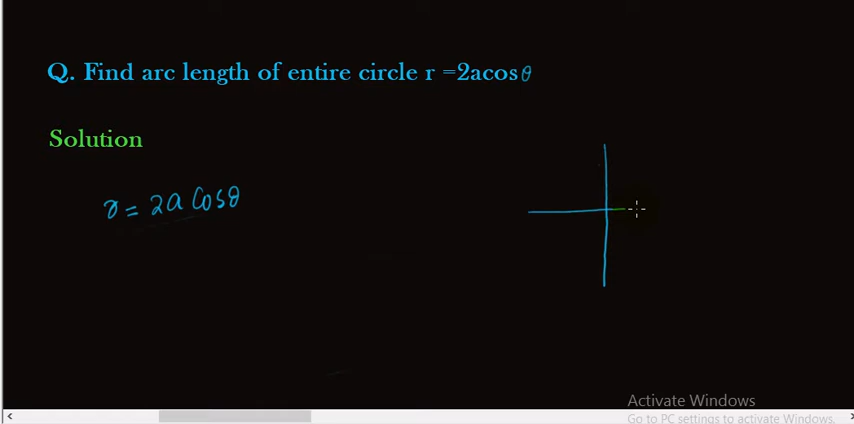 Q. Find arc length of entire circle r =2acosθ
Solution
r = 2a Cosθ
Activate Windows
Go to PC settings to activate Windows.